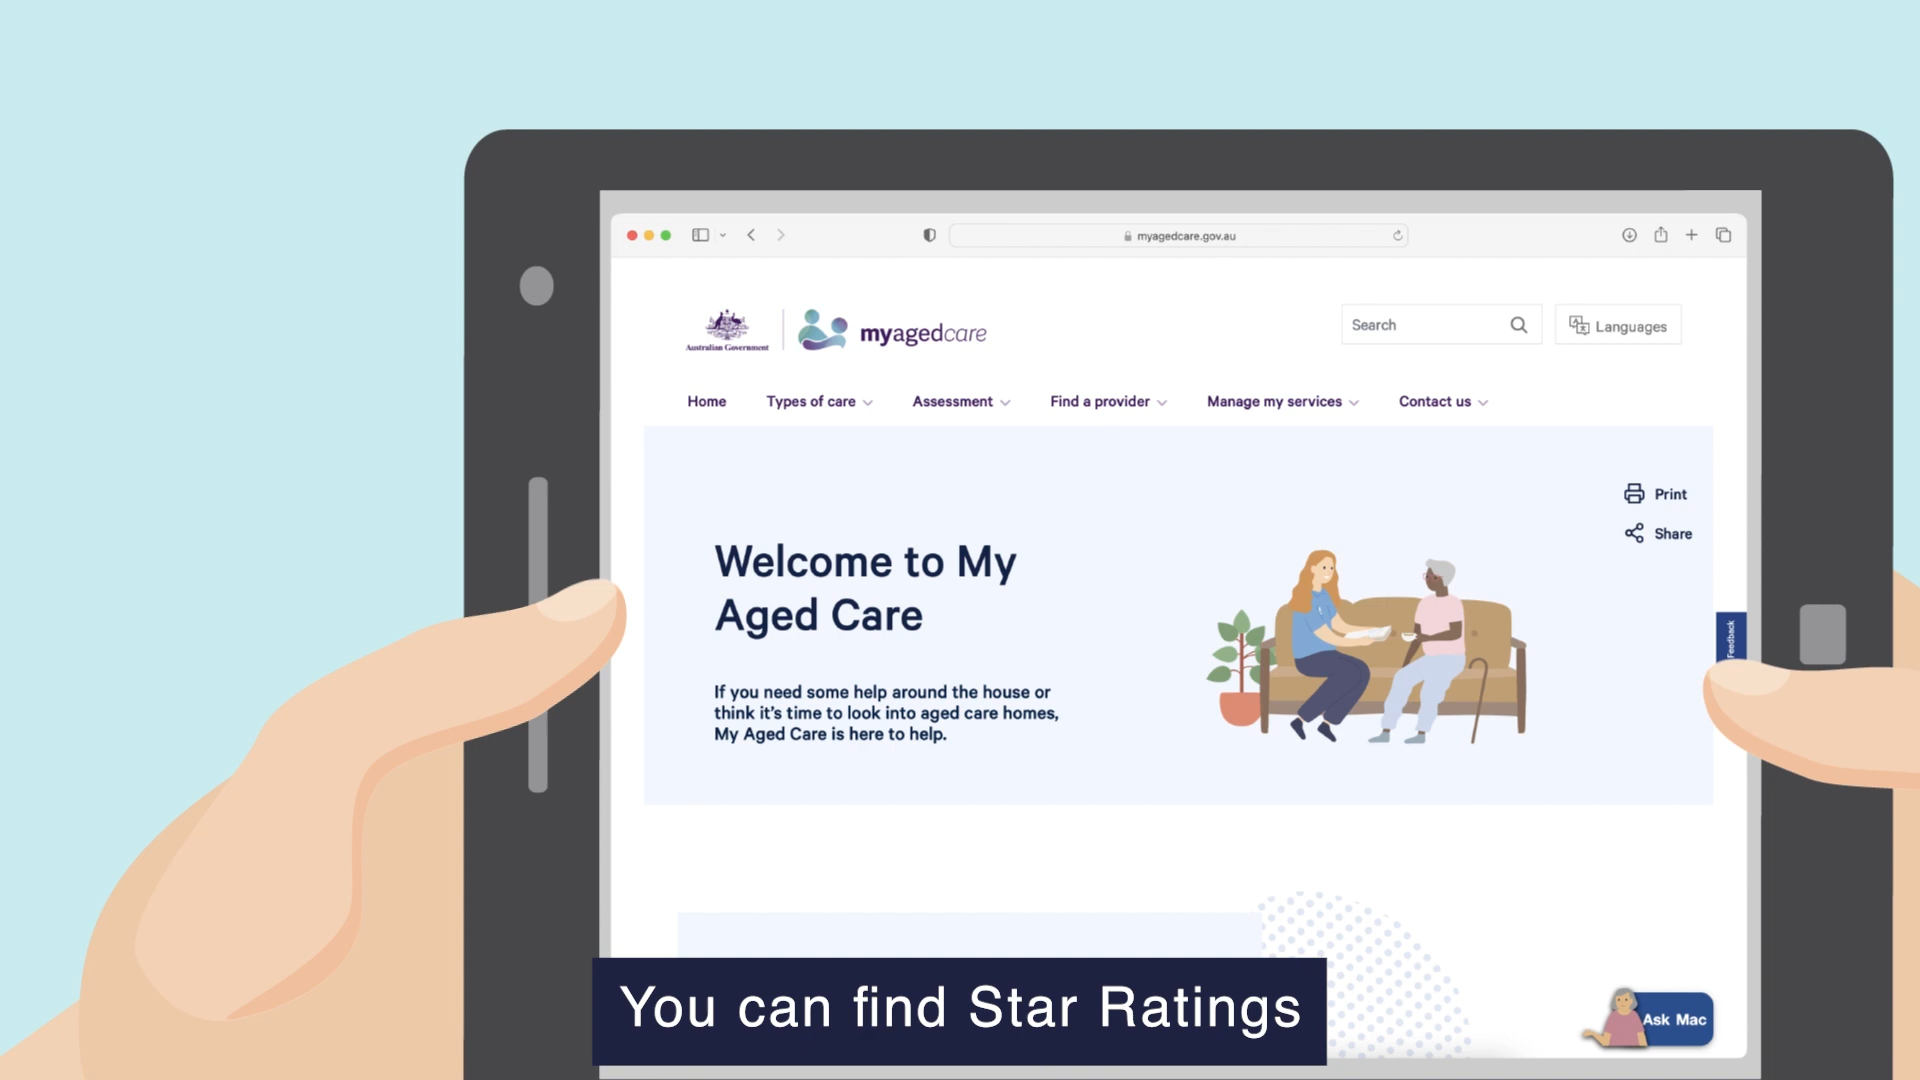 myagedcare.gov.au
Australian Government
myagedcare
Search
Languages
Home
Types of care
Assessment
Find a provider
Manage my services
Contact us
Print
Share
Welcome to My
Aged Care
If you need some help around the house or
think it's time to look into aged care homes,
My Aged Care is here to help.
Feedback
You can find Star Ratings
Ask Mac